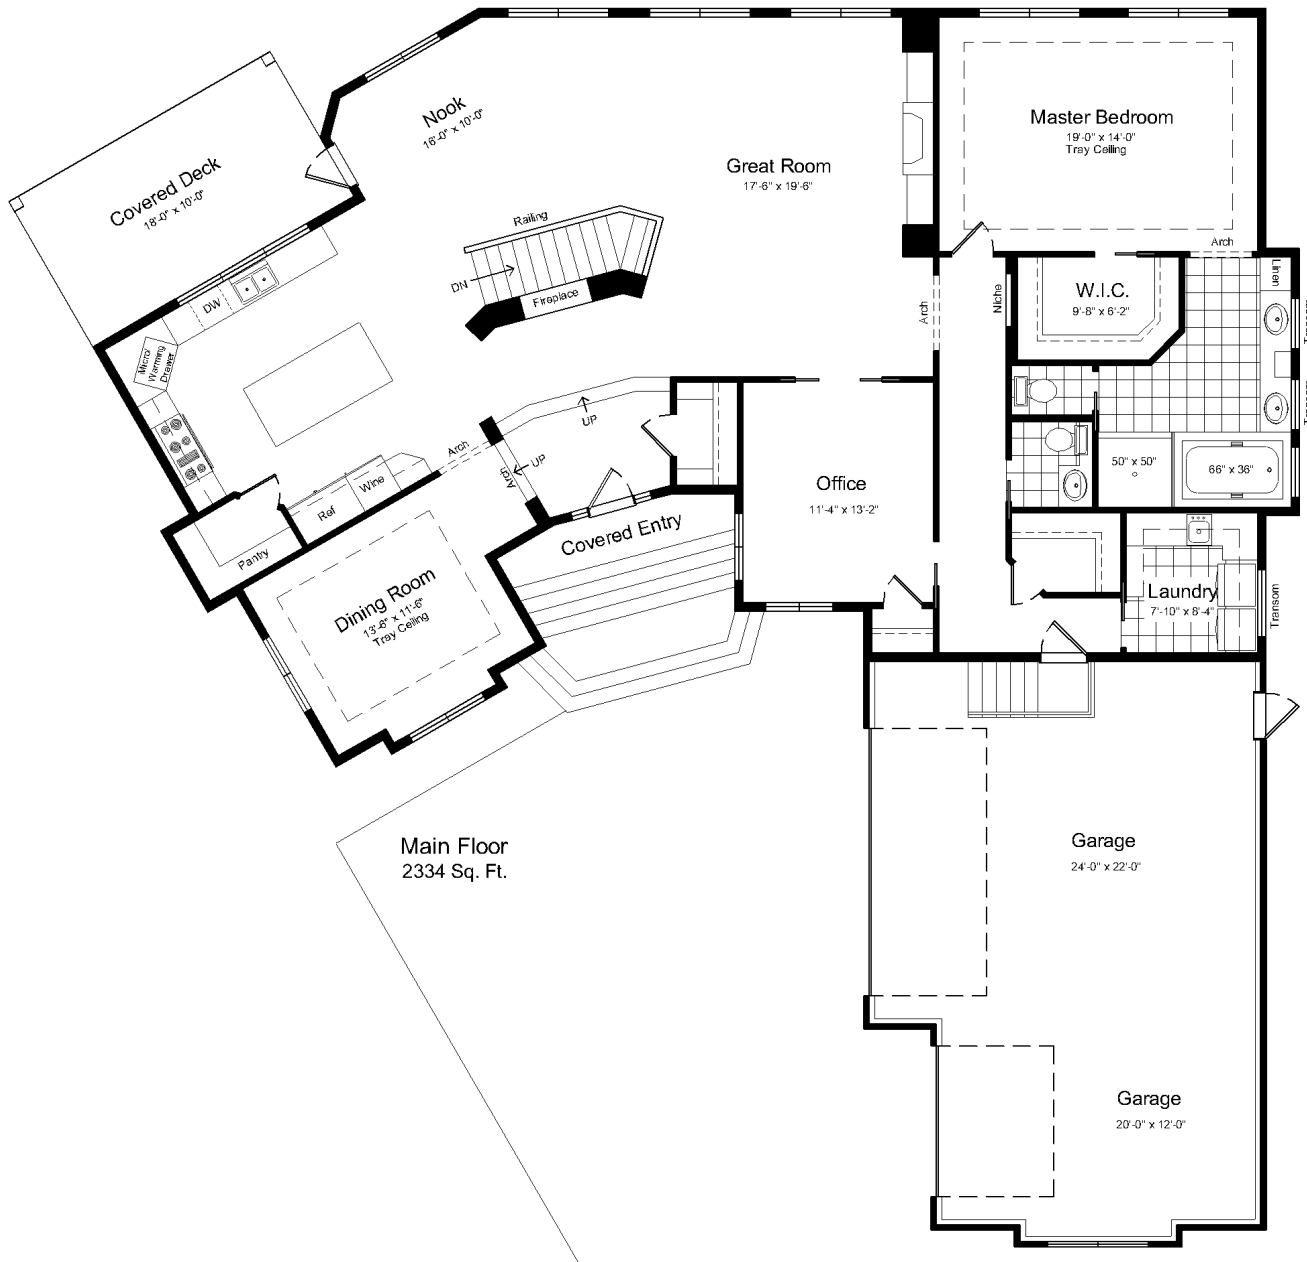 Nook
16'-0" x 10'-0"
Covered Deck
18'-0" x 10'-0"
Great Room
17'-6" x 19'-6"
Master Bedroom
19'-0" x 14'-0"
Tray Ceiling
Railing
DN
Fireplace
Arch
Niche
W.I.C.
9'-8" x 6'-2"
Arch
Linen
Transom
Transom
DW
Micro/
Warming
Drawer
UP
UP
Arch
Arch
Wine
Ref
Pantry
Covered Entry
Office
11'-4" x 13'-2"
50" x 50"
66" x 36"
Dining Room
13'-6" x 11'-6"
Tray Ceiling
Laundry
7'-10" x 8'-4"
Transom
Main Floor
2334 Sq. Ft.
Garage
24'-0" x 22'-0"
Garage
20'-0" x 12'-0"